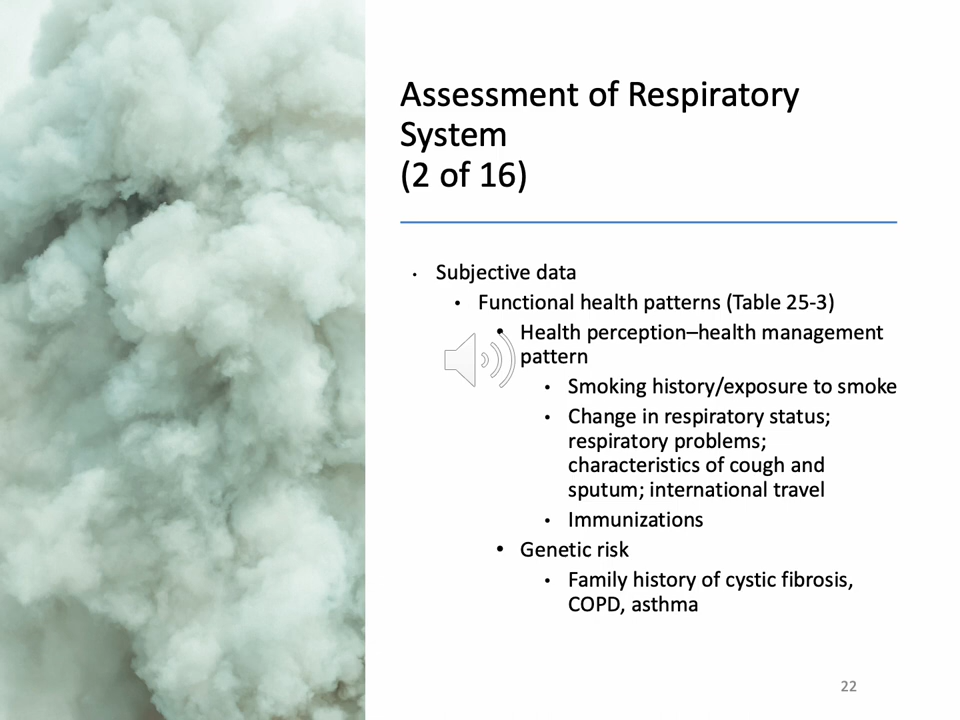 Assessment of Respiratory
System
(2 of 16)
• Subjective data
• Functional health patterns (Table 25-3)
• Health perception–health management
pattern
• Smoking history/exposure to smoke
• Change in respiratory status;
respiratory problems;
characteristics of cough and
sputum; international travel
• Immunizations
• Genetic risk
• Family history of cystic fibrosis,
COPD, asthma
22